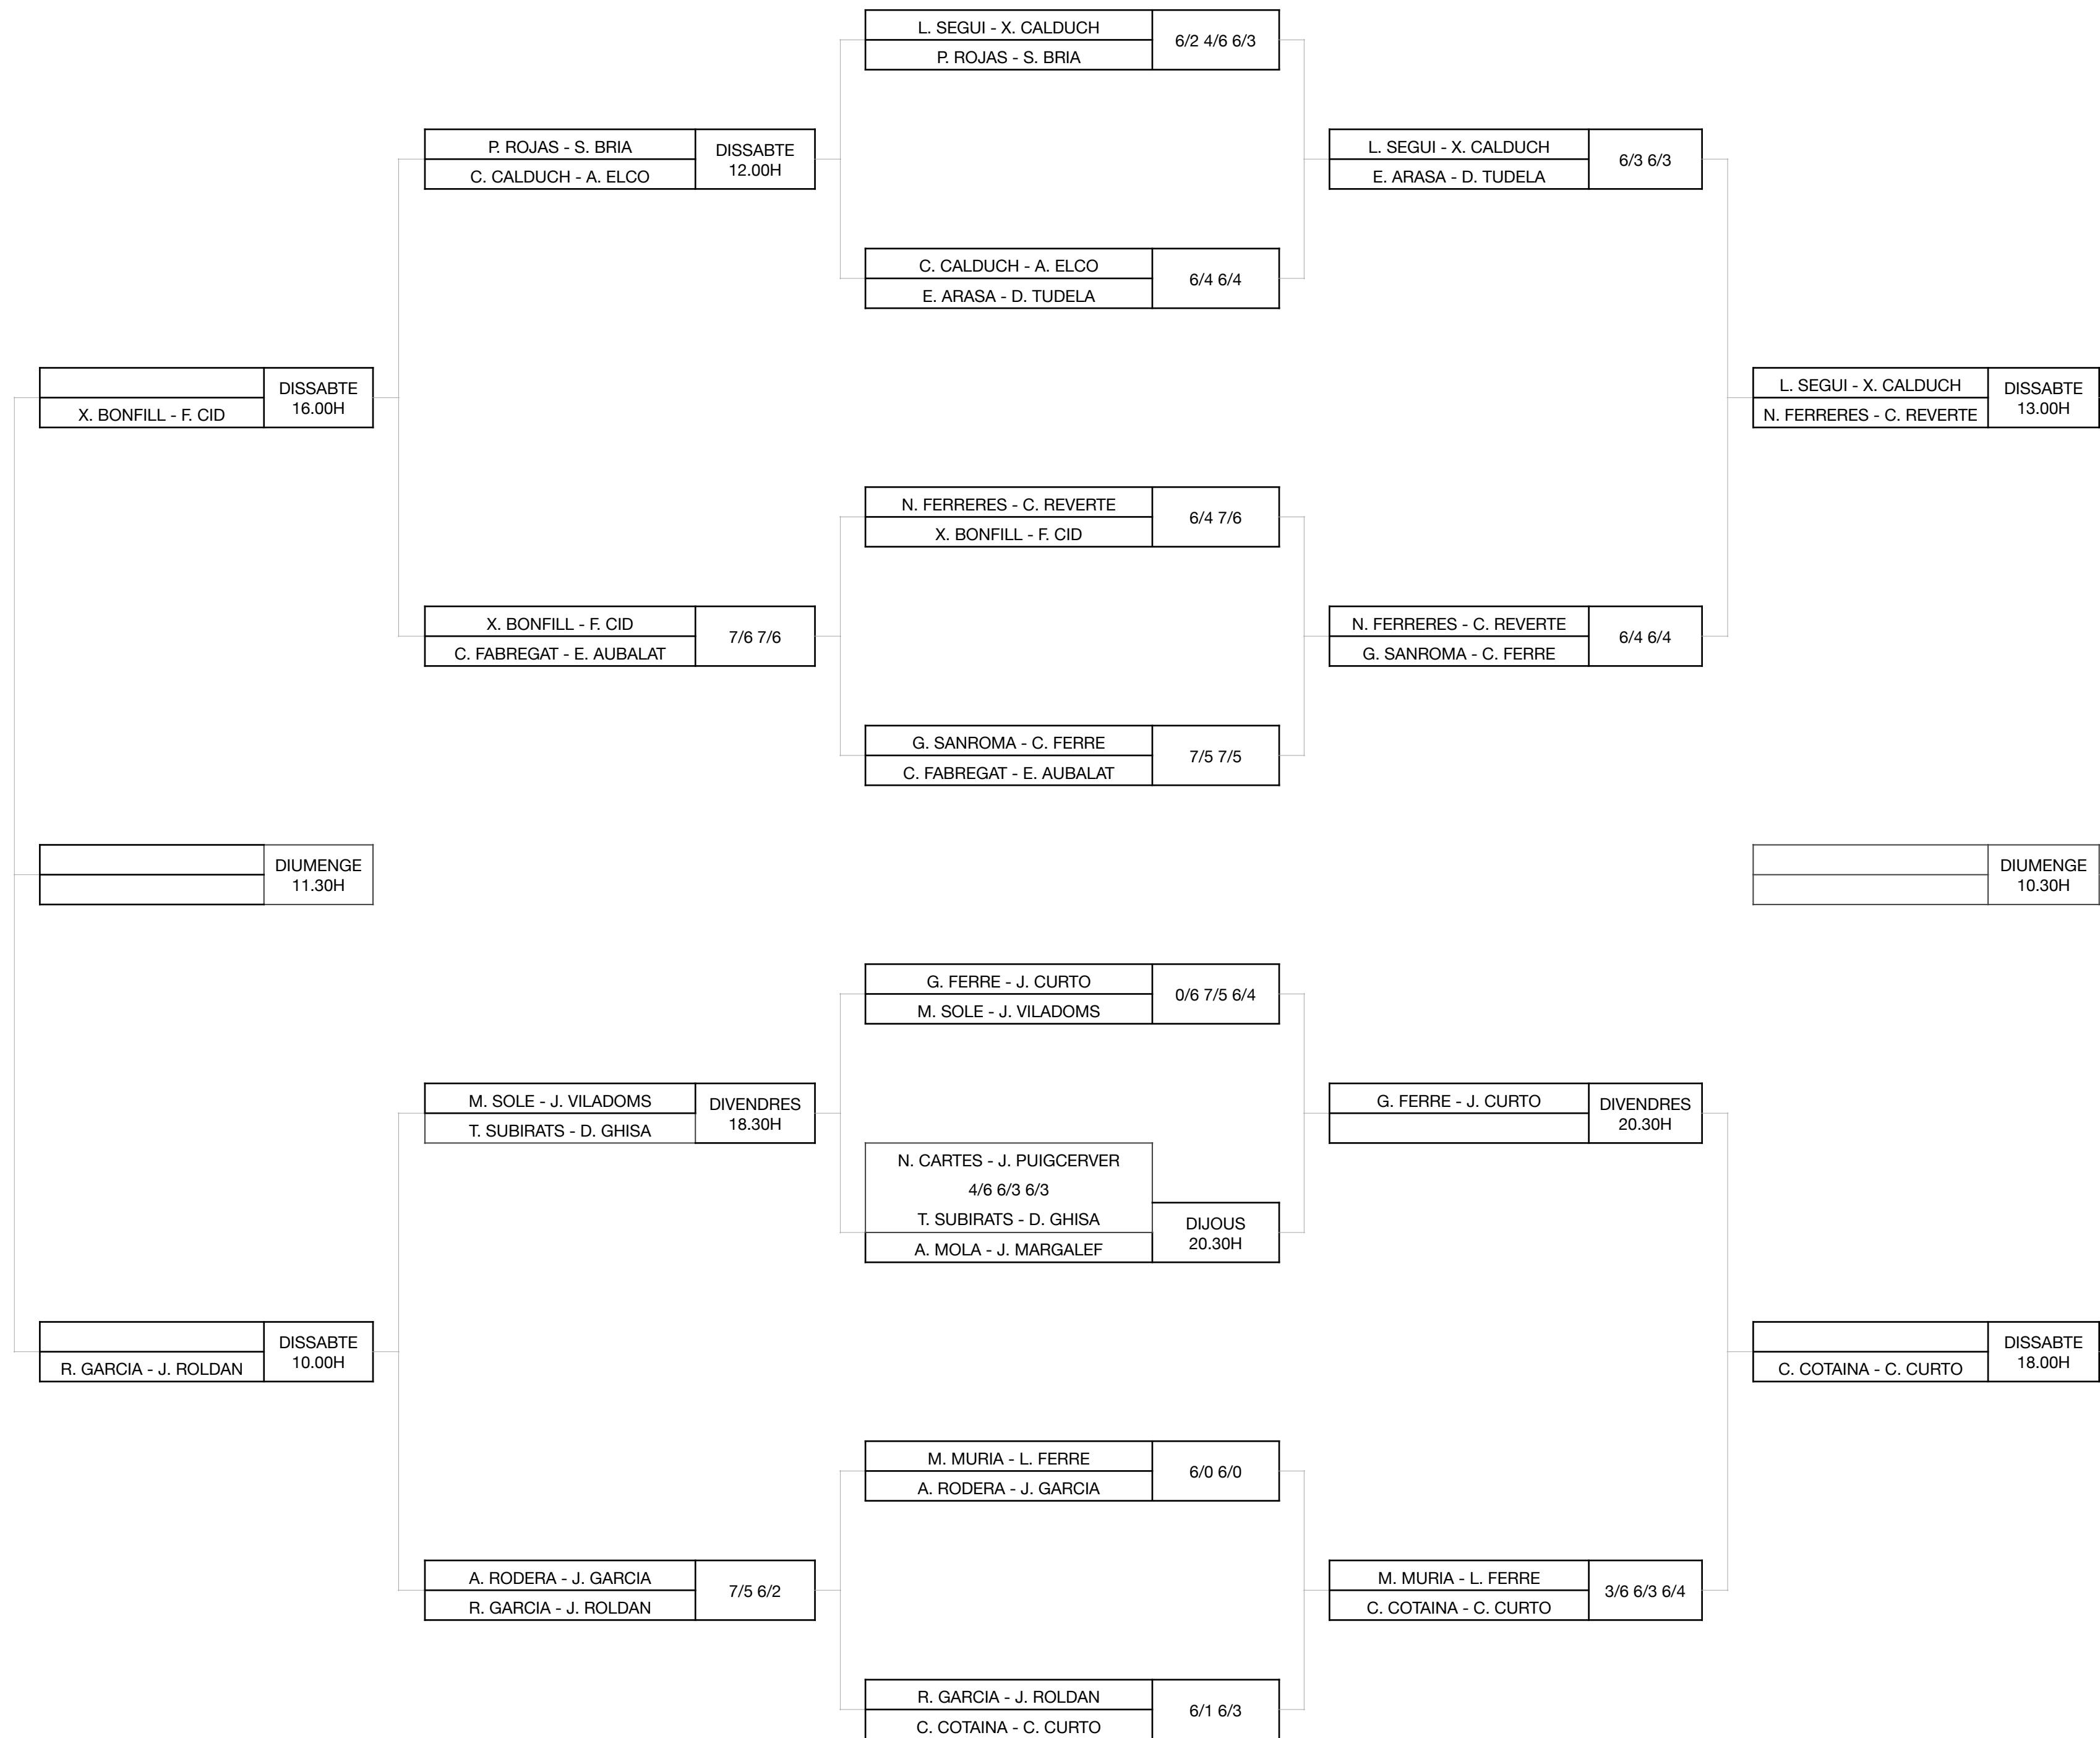 L. SEGUI - X. CALDUCH
6/2 4/6 6/3
P. ROJAS - S. BRIA
P. ROJAS - S. BRIA
DISSABTE
12.00H
C. CALDUCH - A. ELCO
L. SEGUI - X. CALDUCH
6/3 6/3
E. ARASA - D. TUDELA
C. CALDUCH - A. ELCO
6/4 6/4
E. ARASA - D. TUDELA
DISSABTE
16.00H
X. BONFILL - F. CID
L. SEGUI - X. CALDUCH
DISSABTE
13.00H
N. FERRERES - C. REVERTE
N. FERRERES - C. REVERTE
6/4 7/6
X. BONFILL - F. CID
X. BONFILL - F. CID
7/6 7/6
C. FABREGAT - E. AUBALAT
N. FERRERES - C. REVERTE
6/4 6/4
G. SANROMA - C. FERRE
G. SANROMA - C. FERRE
7/5 7/5
C. FABREGAT - E. AUBALAT
DIUMENGE
11.30H
DIUMENGE
10.30H
G. FERRE - J. CURTO
0/6 7/5 6/4
M. SOLE - J. VILADOMS
M. SOLE - J. VILADOMS
DIVENDRES
18.30H
T. SUBIRATS - D. GHISA
G. FERRE - J. CURTO
DIVENDRES
20.30H
N. CARTES - J. PUIGCERVER
4/6 6/3 6/3
T. SUBIRATS - D. GHISA
DIJOUS
20.30H
A. MOLA - J. MARGALEF
DISSABTE
10.00H
R. GARCIA - J. ROLDAN
DISSABTE
18.00H
C. COTAINA - C. CURTO
M. MURIA - L. FERRE
6/0 6/0
A. RODERA - J. GARCIA
A. RODERA - J. GARCIA
7/5 6/2
R. GARCIA - J. ROLDAN
M. MURIA - L. FERRE
3/6 6/3 6/4
C. COTAINA - C. CURTO
R. GARCIA - J. ROLDAN
6/1 6/3
C. COTAINA - C. CURTO